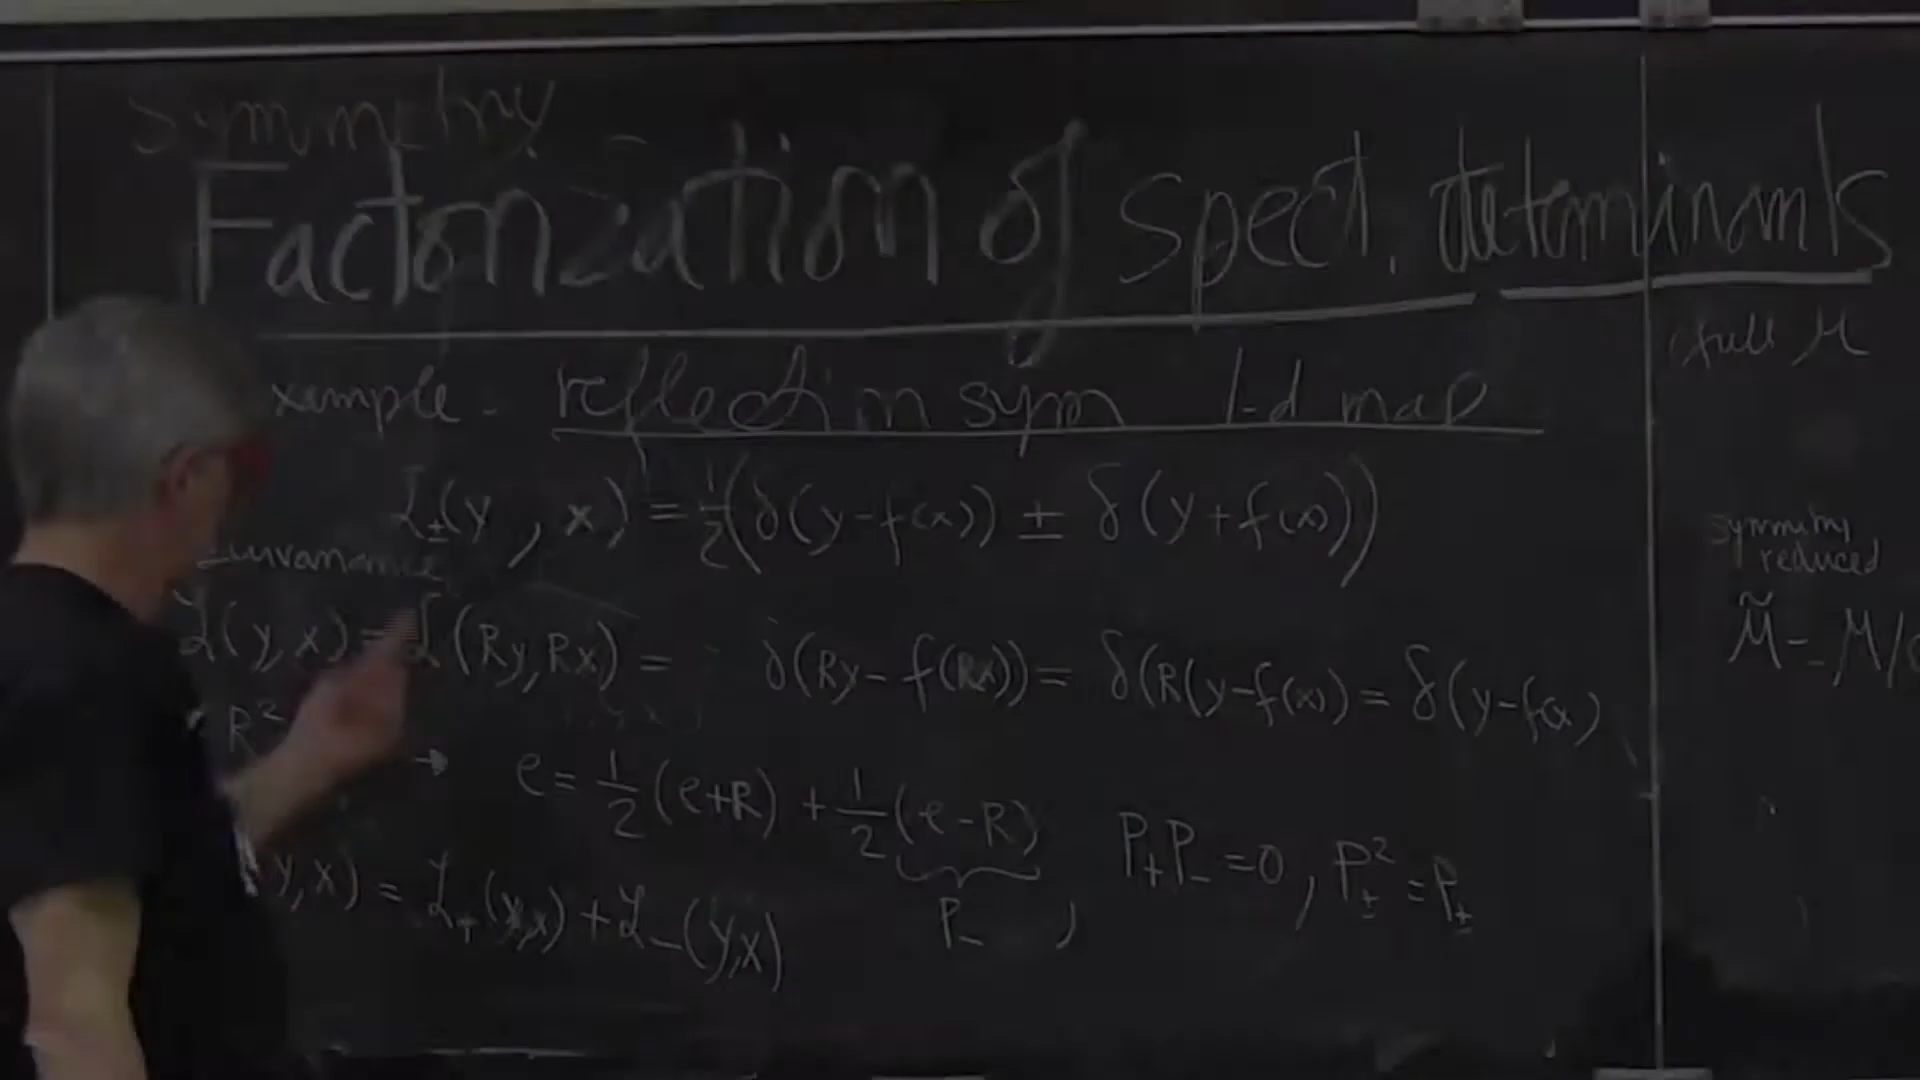 Symmetry
Factorization of spect. determinants
xample - reflection sym 1-d map
ℒ±(y, x) = 1/2(δ(y-f(x)) ± δ(y+f(x)))
invariance
ℒ(y,x) = ℒ(Ry,Rx) = δ(Ry-f(Rx)) = δ(R(y-f(x)) = δ(y-f(x)
R²
→ e = 1/2(e+R) + 1/2(e-R)
P₋ , P₊P₋ = 0, P±² = P±
y,x) = ℒ₊(y,x) + ℒ₋(y,x)
full M
symmetry
reduced
M̃ = M/